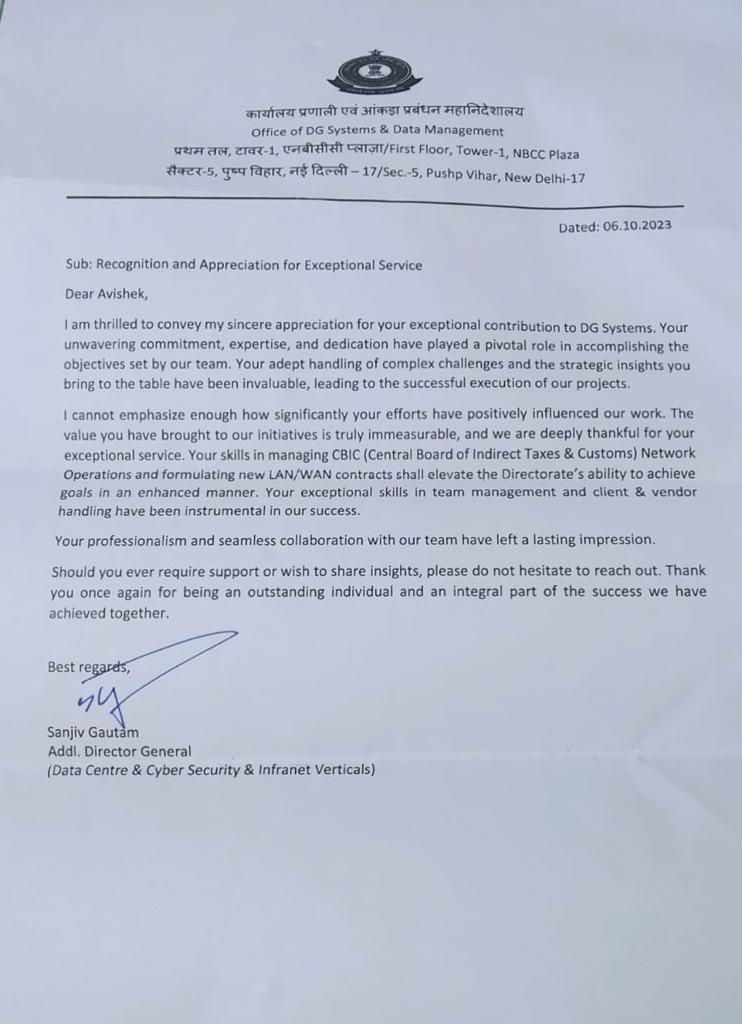 कार्यालय प्रणाली एवं आंकड़ा प्रबंधन महानिदेशालय
Office of DG Systems & Data Management
प्रथम तल, टावर-1, एनबीसीसी प्लाज़ा/First Floor, Tower-1, NBCC Plaza
सैक्टर-5, पुष्प विहार, नई दिल्ली – 17/Sec.-5, Pushp Vihar, New Delhi-17
Dated: 06.10.2023
Sub: Recognition and Appreciation for Exceptional Service
Dear Avishek,
I am thrilled to convey my sincere appreciation for your exceptional contribution to DG Systems. Your
unwavering commitment, expertise, and dedication have played a pivotal role in accomplishing the
objectives set by our team. Your adept handling of complex challenges and the strategic insights you
bring to the table have been invaluable, leading to the successful execution of our projects.
I cannot emphasize enough how significantly your efforts have positively influenced our work. The
value you have brought to our initiatives is truly immeasurable, and we are deeply thankful for your
exceptional service. Your skills in managing CBIC (Central Board of Indirect Taxes & Customs) Network
Operations and formulating new LAN/WAN contracts shall elevate the Directorate's ability to achieve
goals in an enhanced manner. Your exceptional skills in team management and client & vendor
handling have been instrumental in our success.
Your professionalism and seamless collaboration with our team have left a lasting impression.
Should you ever require support or wish to share insights, please do not hesitate to reach out. Thank
you once again for being an outstanding individual and an integral part of the success we have
achieved together.
Best regards,
Sanjiv Gautam
Addl. Director General
(Data Centre & Cyber Security & Infranet Verticals)